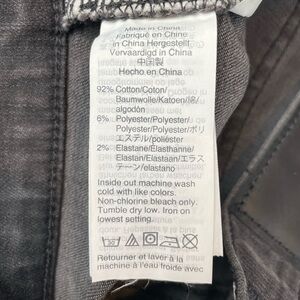 Made in China
Fabriqué en Chine
in China Hergestellt
Vervaardigd in China
中国製
Hecho en China
92% Cotton/Coton/
Baumwolle/Katoen/綿/
algodón
6% Polyester/Polyester/
Polyester/Polyester/ポリ
エステル/poliéster
2% Elastane/Élasthanne/
Elastan/Elastaan/エラス
テーン/elastano
Inside out machine wash
cold with like colors.
Non-chlorine bleach only.
Tumble dry low. Iron on
lowest setting.
Retourner et laver à la
machine à l'eau froide avec